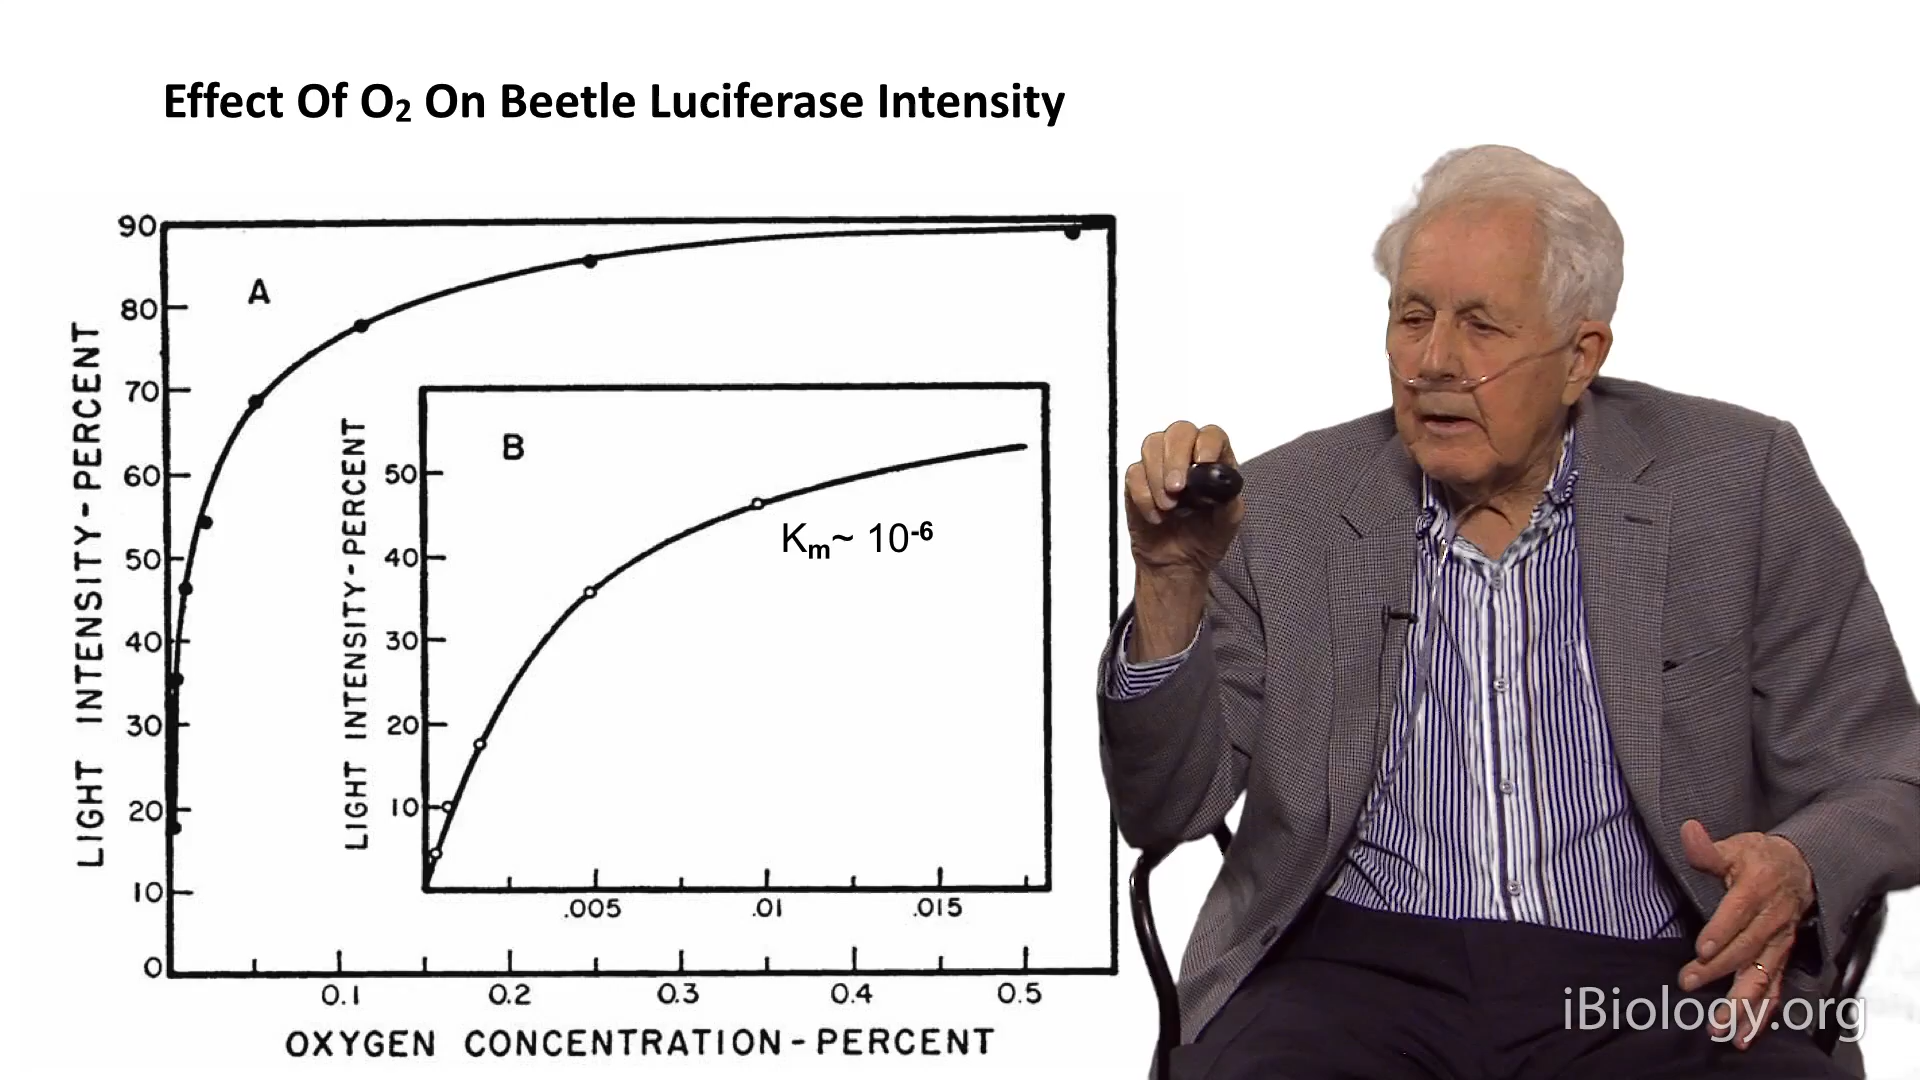 Effect Of O₂ On Beetle Luciferase Intensity
90
80
70
60
50
40
30
20
10
0
LIGHT INTENSITY-PERCENT
A
0.1 0.2 0.3 0.4 0.5
OXYGEN CONCENTRATION-PERCENT
B
50
40
30
20
10
LIGHT INTENSITY-PERCENT
Kₘ~ 10⁻⁶
.005 .01 .015
iBiology.org